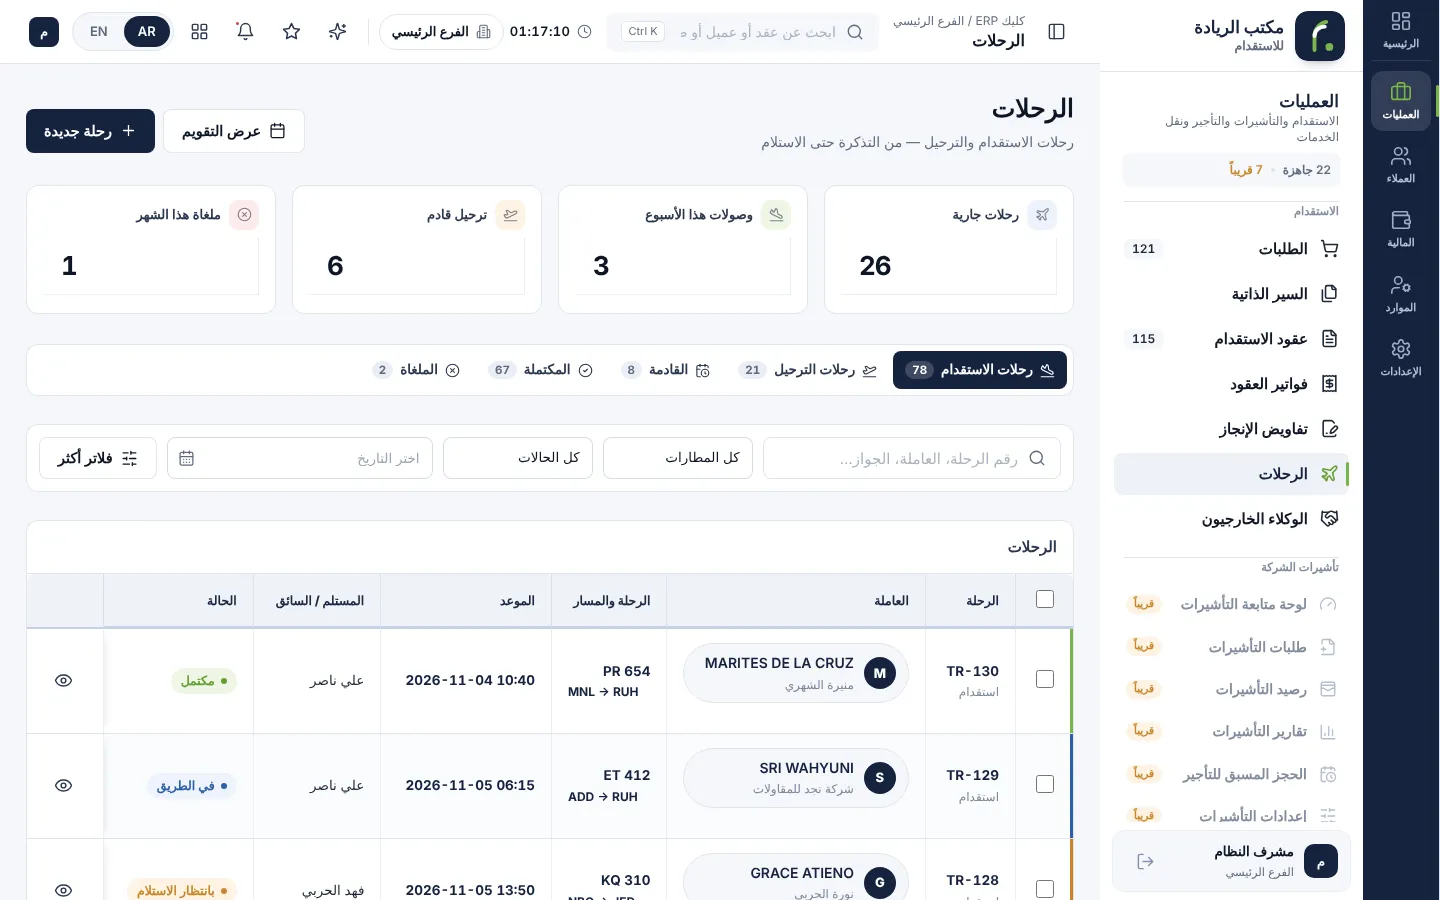 الرئيسية
العمليات
العملاء
المالية
الموارد
الإعدادات
مكتب الريادة
للاستقدام
العمليات
الاستقدام والتأشيرات والتأجير ونقل
الخدمات
22 جاهزة • 7 قريباً
الاستقدام
الطلبات 121
السير الذاتية
عقود الاستقدام 115
فواتير العقود
تفاويض الإنجاز
الرحلات
الوكلاء الخارجيون
تأشيرات الشركة
لوحة متابعة التأشيرات قريباً
طلبات التأشيرات قريباً
رصيد التأشيرات قريباً
تقارير التأشيرات قريباً
الحجز المسبق للتأجير قريباً
إعدادات التأشيرات قريباً
مشرف النظام
الفرع الرئيسي
م
كليك ERP / الفرع الرئيسي
الرحلات
ابحث عن عقد أو عميل أو Ctrl K
01:17:10
الفرع الرئيسي
AR EN
م
الرحلات
رحلات الاستقدام والترحيل — من التذكرة حتى الاستلام
عرض التقويم
رحلة جديدة
رحلات جارية
26
وصولات هذا الأسبوع
3
ترحيل قادم
6
ملغاة هذا الشهر
1
رحلات الاستقدام 78
رحلات الترحيل 21
القادمة 8
المكتملة 67
الملغاة 2
رقم الرحلة، العاملة، الجواز...
كل المطارات
كل الحالات
اختر التاريخ
فلاتر أكثر
الرحلات
الرحلة العاملة الرحلة والمسار الموعد المستلم / السائق الحالة
TR-130
استقدام
M
MARITES DE LA CRUZ
منيرة الشهري
PR 654
MNL → RUH
2026-11-04 10:40
علي ناصر
مكتمل
TR-129
استقدام
S
SRI WAHYUNI
شركة نجد للمقاولات
ET 412
ADD → RUH
2026-11-05 06:15
علي ناصر
في الطريق
TR-128
استقدام
G
GRACE ATIENO
نورة الحربي
KQ 310
NBO → JED
2026-11-05 13:50
فهد الحربي
بانتظار الاستلام